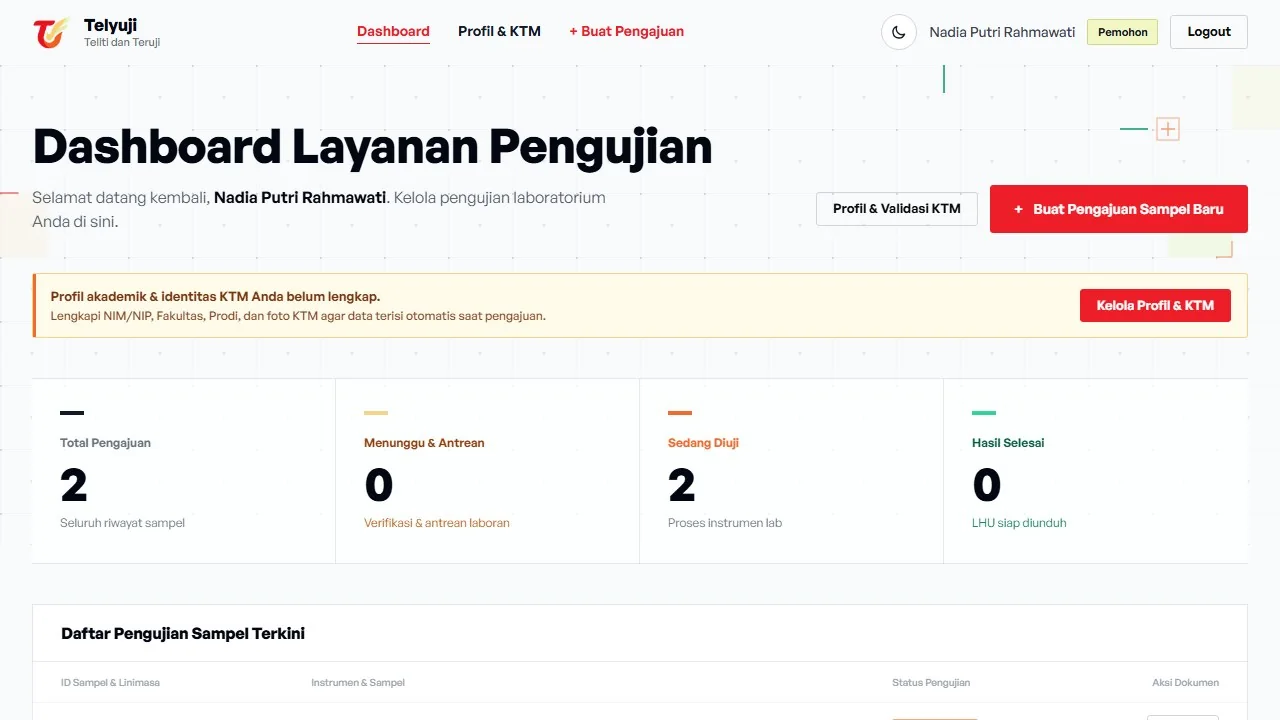 Telyuji
Teliti dan Teruji
Dashboard
Profil & KTM
+ Buat Pengajuan
Nadia Putri Rahmawati
Pemohon
Logout
Dashboard Layanan Pengujian
Selamat datang kembali, Nadia Putri Rahmawati. Kelola pengujian laboratorium
Anda di sini.
Profil & Validasi KTM
+ Buat Pengajuan Sampel Baru
Profil akademik & identitas KTM Anda belum lengkap.
Lengkapi NIM/NIP, Fakultas, Prodi, dan foto KTM agar data terisi otomatis saat pengajuan.
Kelola Profil & KTM
Total Pengajuan
2
Seluruh riwayat sampel
Menunggu & Antrean
0
Verifikasi & antrean laboran
Sedang Diuji
2
Proses instrumen lab
Hasil Selesai
0
LHU siap diunduh
Daftar Pengujian Sampel Terkini
ID Sampel & Linimasa
Instrumen & Sampel
Status Pengujian
Aksi Dokumen